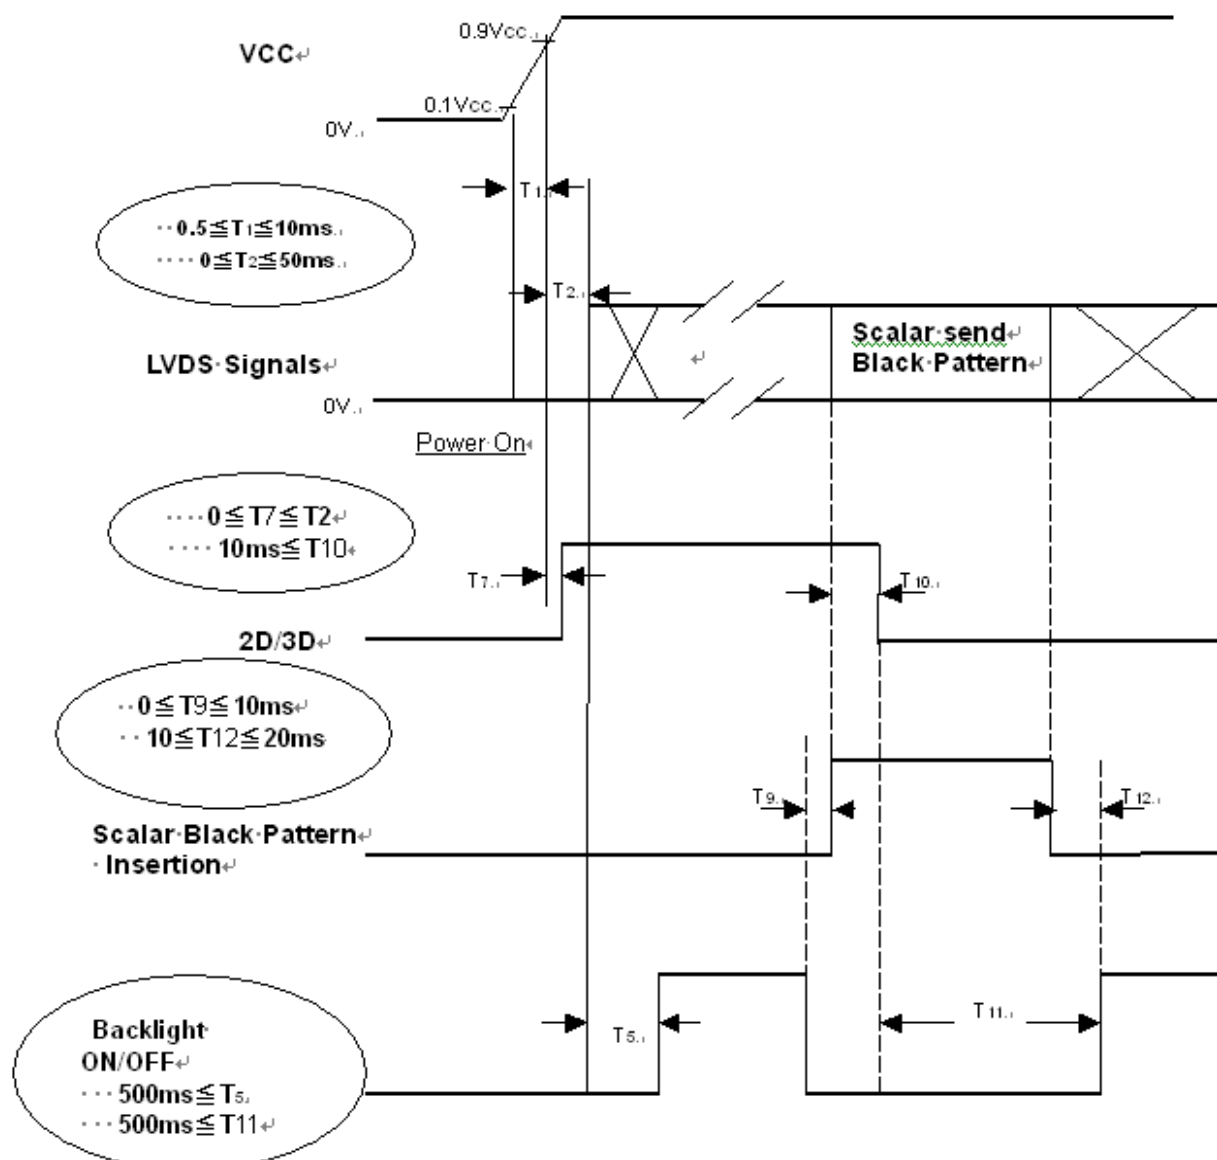 0.9Vcc
VCC
0.1Vcc
0V
T1
··0.5≦T1≦10ms
····0≦T2≦50ms
T2
Scalar·send
Black·Pattern
LVDS·Signals
0V
Power·On
····0≦T7≦T2
····10ms≦T10
T7
T10
2D/3D
··0≦T9≦10ms
··10≦T12≦20ms
T9
T12
Scalar·Black·Pattern
·Insertion
T11
Backlight·
ON/OFF
T5
···500ms≦T5
···500ms≦T11